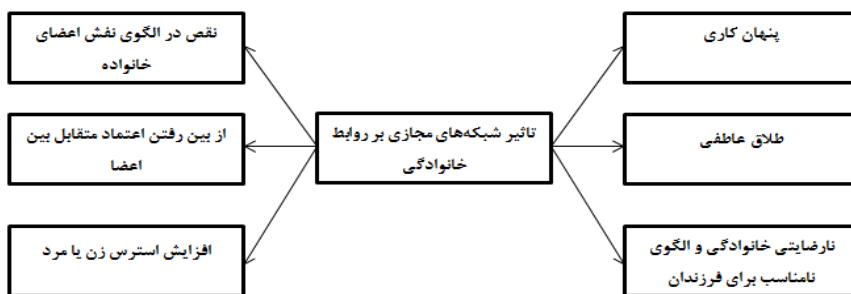 پنهان کاری
نقص در الگوی نفش اعضای
خانواده
تاثیر شبکه‌های مجازی بر روابط
خانوادگی
طلاق عاطفی
از بین رفتن اعتماد متقابل بین
اعضا
نارضایتی خانوادگی و الگوی
نامناسب برای فرزندان
افزایش استرس زن یا مرد